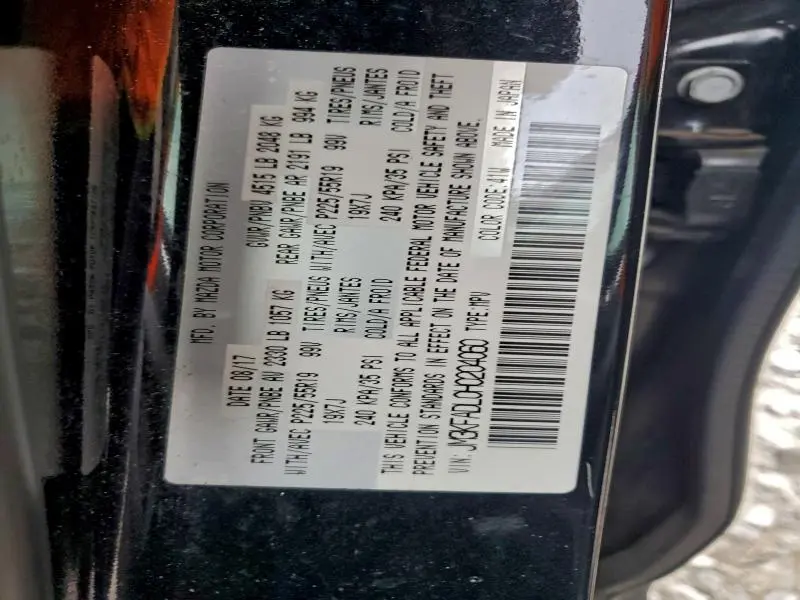 MFD. BY MAZDA MOTOR CORPORATION
DATE 08/17 GVWR/PNBV 4515 LB 2048 KG
FRONT GAWR/PNBE AV 2330 LB 1057 KG REAR GAWR/PNBE AR 2191 LB 994 KG
WITH/AVEC P225/55R19 99V TIRES/PNEUS WITH/AVEC P225/55R19 99V TIRES/PNEUS
19X7J RIMS/JANTES 19X7J RIMS/JANTES
240 KPA/35 PSI COLD/A FROID 240 KPA/35 PSI COLD/A FROID
THIS VEHICLE CONFORMS TO ALL APPLICABLE FEDERAL MOTOR VEHICLE SAFETY AND THEFT
PREVENTION STANDARDS IN EFFECT ON THE DATE OF MANUFACTURE SHOWN ABOVE.
VIN: JM3KFADL0H0204060 TYPE:MPV COLOR CODE:41W MADE IN JAPAN